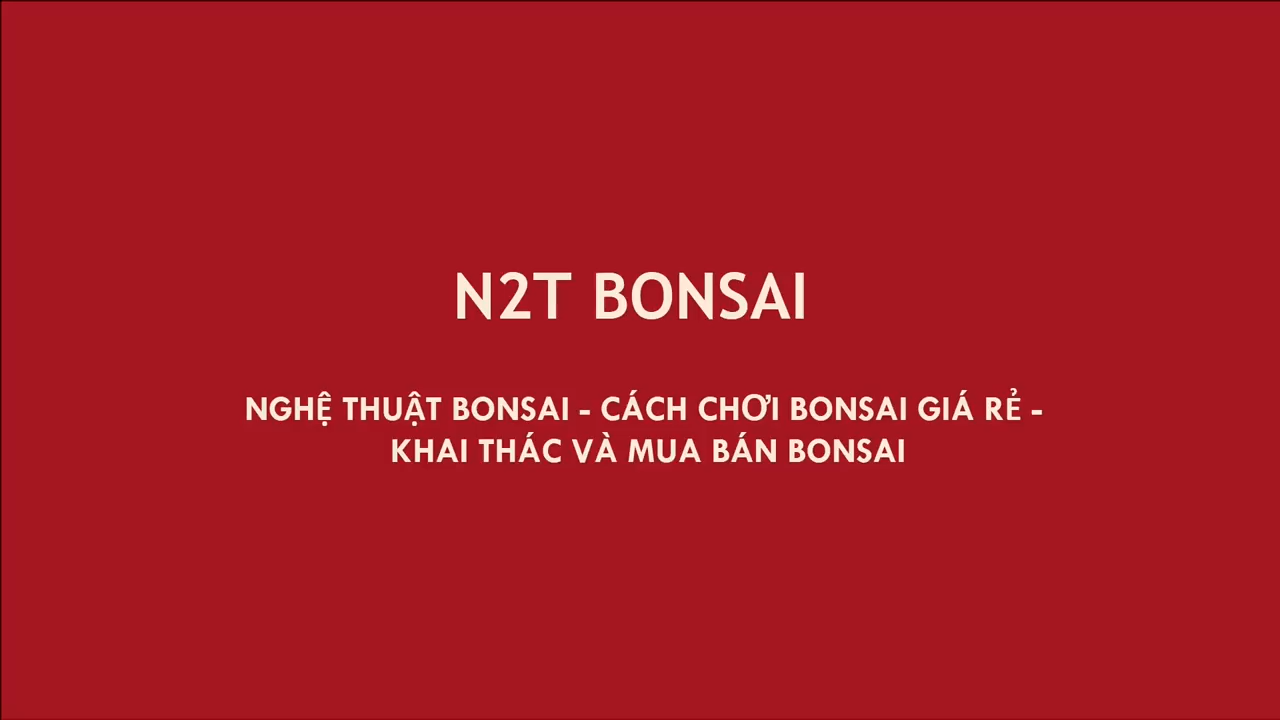 N2T BONSAI
NGHỆ THUẬT BONSAI - CÁCH CHƠI BONSAI GIÁ RẺ -
KHAI THÁC VÀ MUA BÁN BONSAI